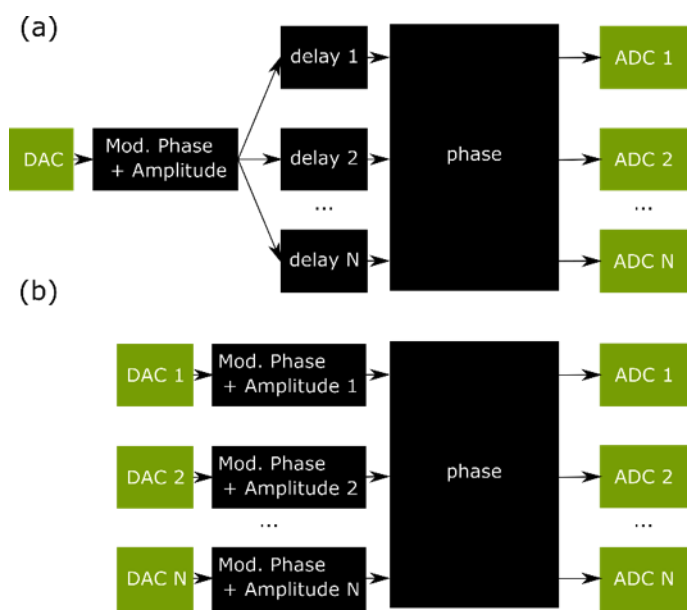 (a)
DAC
Mod. Phase
+ Amplitude
delay 1
delay 2
...
delay N
phase
ADC 1
ADC 2
...
ADC N
(b)
DAC 1
Mod. Phase
+ Amplitude 1
DAC 2
Mod. Phase
+ Amplitude 2
...
DAC N
Mod. Phase
+ Amplitude N
phase
ADC 1
ADC 2
...
ADC N